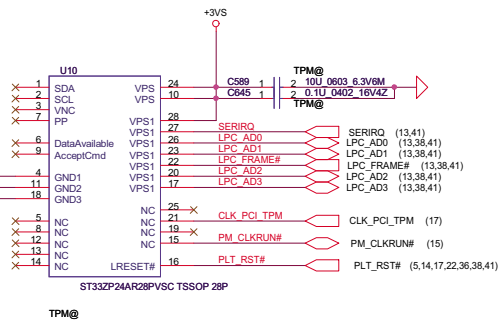 +3VS
TPM@
C589 1 2 10U_0603_6.3V6M
C645 1 2 0.1U_0402_16V4Z
TPM@
U10
1 SDA VPS 24
2 SCL VPS 10
3 VNC
7 PP VPS1 28
VPS1 27 SERIRQ SERIRQ (13,41)
6 DataAvailable VPS1 26 LPC_AD0 LPC_AD0 (13,38,41)
9 AcceptCmd VPS1 23 LPC_AD1 LPC_AD1 (13,38,41)
VPS1 22 LPC_FRAME# LPC_FRAME# (13,38,41)
4 GND1 VPS1 20 LPC_AD2 LPC_AD2 (13,38,41)
11 GND2 VPS1 17 LPC_AD3 LPC_AD3 (13,38,41)
18 GND3
NC 25
5 NC NC 21 CLK_PCI_TPM CLK_PCI_TPM (17)
8 NC NC 19
12 NC NC 15 PM_CLKRUN# PM_CLKRUN# (15)
13 NC
14 NC LRESET# 16 PLT_RST# PLT_RST# (5,14,17,22,36,38,41)
ST33ZP24AR28PVSC TSSOP 28P
TPM@